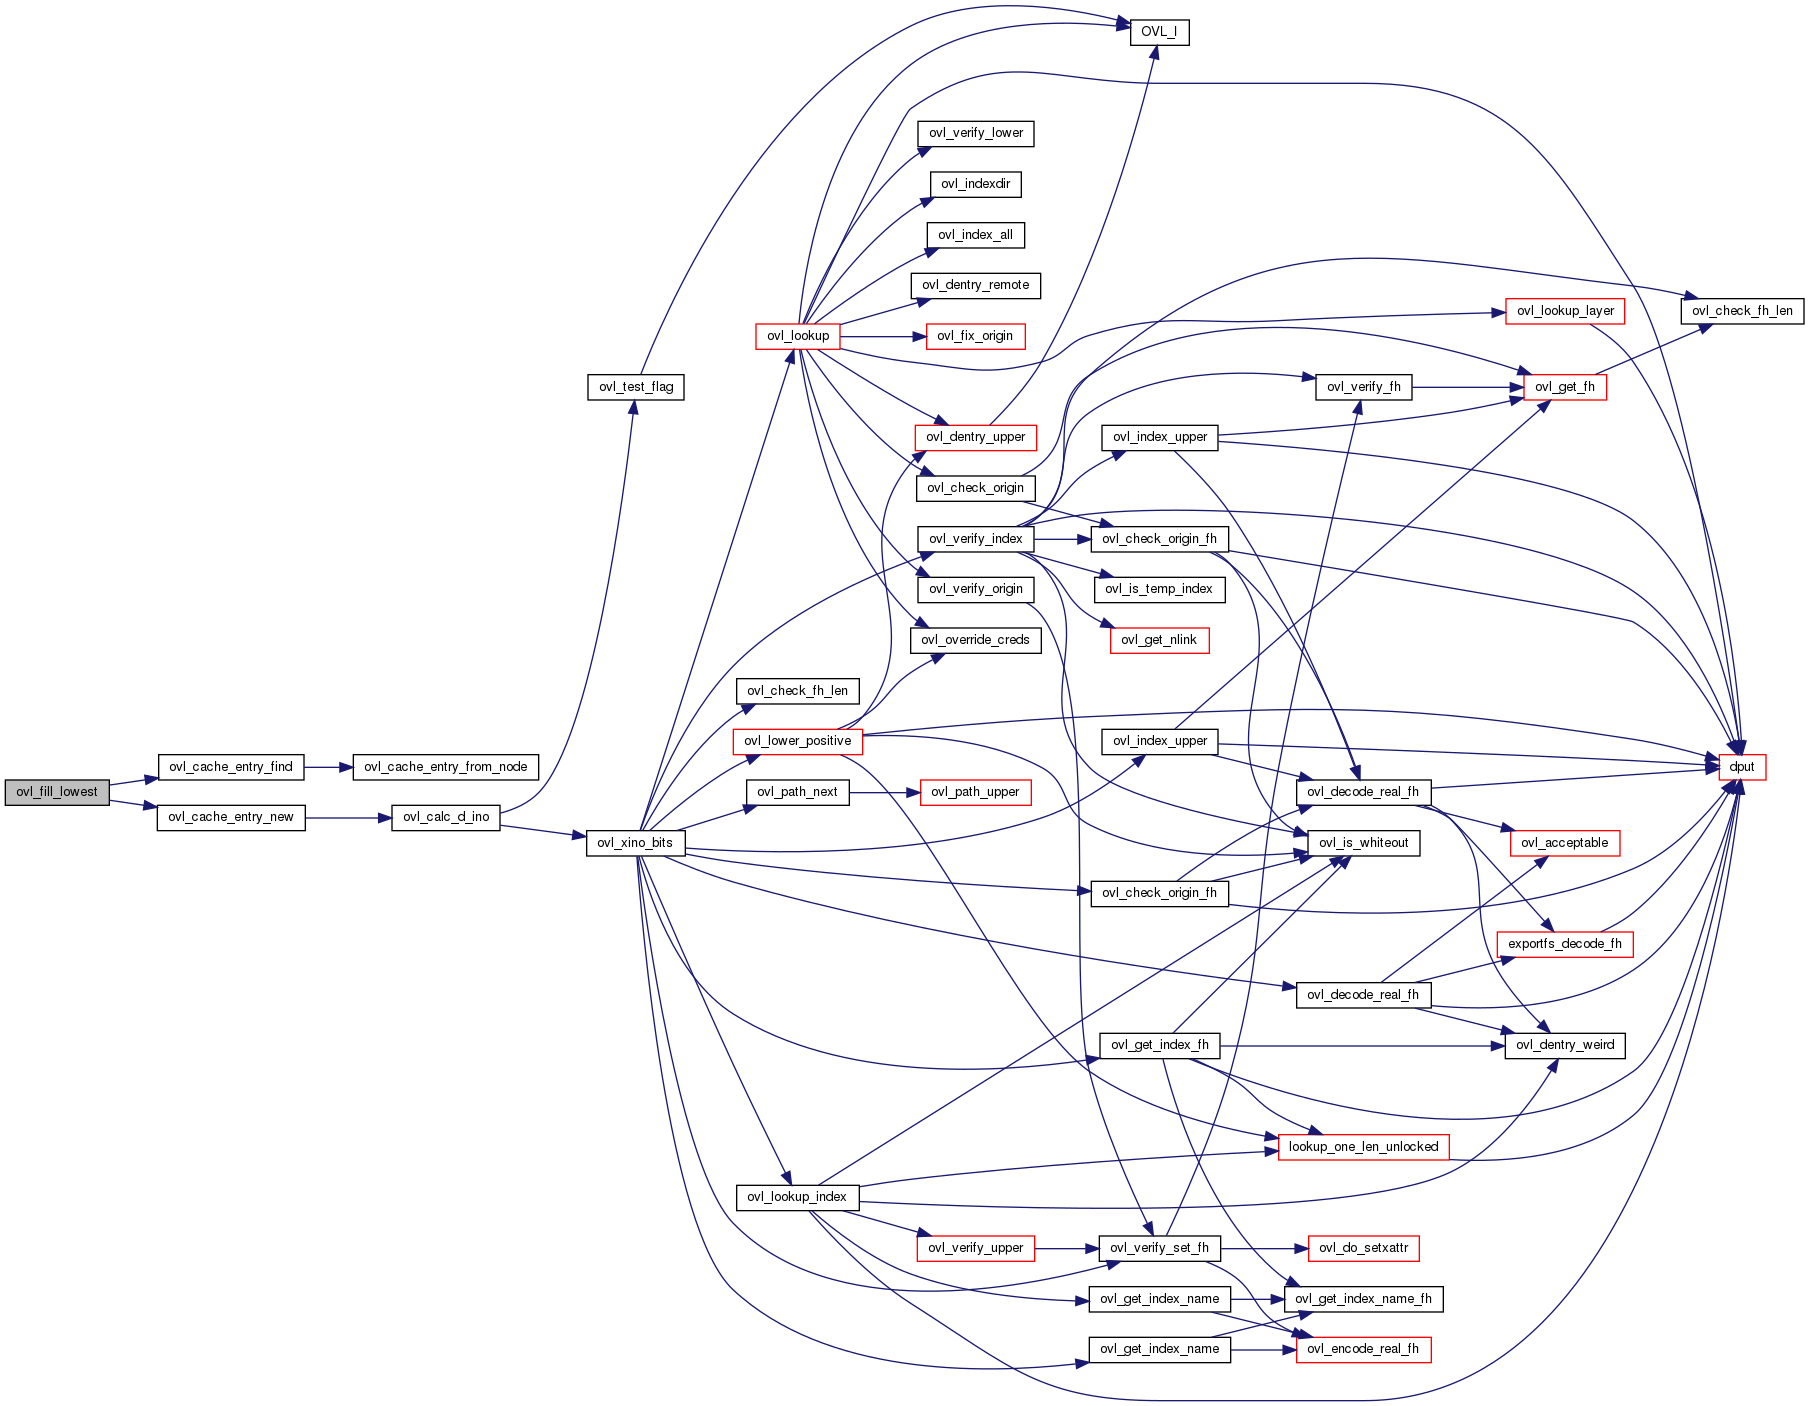 OVL_I
ovl_verify_lower
ovl_indexdir
ovl_index_all
ovl_dentry_remote
ovl_lookup_layer
ovl_check_fh_len
ovl_lookup
ovl_fix_origin
ovl_test_flag
ovl_verify_fh
ovl_get_fh
ovl_dentry_upper
ovl_index_upper
ovl_check_origin
ovl_verify_index
ovl_check_origin_fh
ovl_verify_origin
ovl_is_temp_index
ovl_override_creds
ovl_get_nlink
ovl_check_fh_len
ovl_lower_positive
ovl_index_upper
ovl_cache_entry_find
ovl_cache_entry_from_node
dput
ovl_fill_lowest
ovl_path_next
ovl_path_upper
ovl_decode_real_fh
ovl_cache_entry_new
ovl_calc_d_ino
ovl_xino_bits
ovl_is_whiteout
ovl_acceptable
ovl_check_origin_fh
exportfs_decode_fh
ovl_decode_real_fh
ovl_get_index_fh
ovl_dentry_weird
lookup_one_len_unlocked
ovl_lookup_index
ovl_verify_upper
ovl_verify_set_fh
ovl_do_setxattr
ovl_get_index_name
ovl_get_index_name_fh
ovl_get_index_name
ovl_encode_real_fh